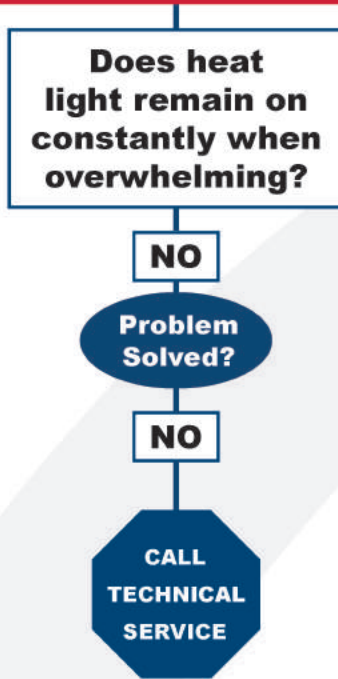 Does heat
light remain on
constantly when
overwhelming?
NO
Problem
Solved?
NO
CALL
TECHNICAL
SERVICE